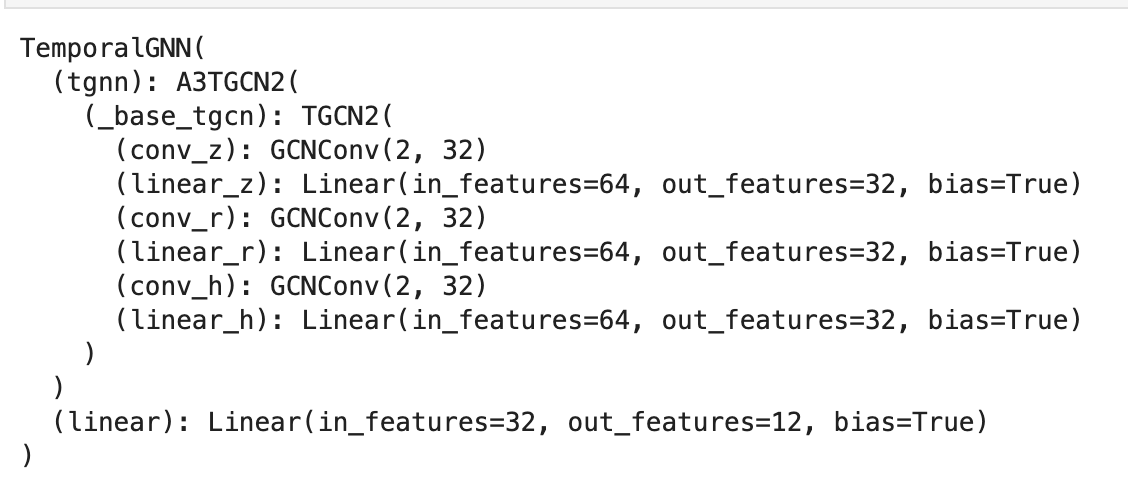 TemporalGNN(
  (tgnn): A3TGCN2(
    (_base_tgcn): TGCN2(
      (conv_z): GCNConv(2, 32)
      (linear_z): Linear(in_features=64, out_features=32, bias=True)
      (conv_r): GCNConv(2, 32)
      (linear_r): Linear(in_features=64, out_features=32, bias=True)
      (conv_h): GCNConv(2, 32)
      (linear_h): Linear(in_features=64, out_features=32, bias=True)
    )
  )
  (linear): Linear(in_features=32, out_features=12, bias=True)
)